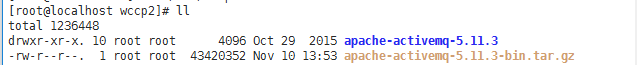 [root@localhost wccp2]# ll
total 1236448
drwxr-xr-x. 10 root root     4096 Oct 29  2015 apache-activemq-5.11.3
-rw-r--r--.  1 root root 43420352 Nov 10 13:53 apache-activemq-5.11.3-bin.tar.gz